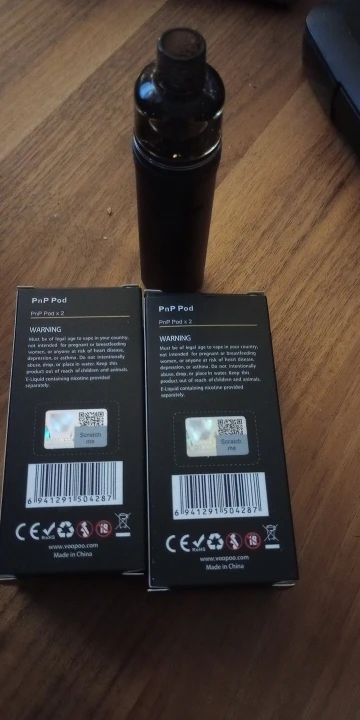 PnP Pod
PnP Pod x 2
WARNING
Must be of legal age to vape in your country,
not intended for pregnant or breastfeeding
women, or anyone at risk of heart disease,
depression, or asthma. Do not intentionally
abuse, drop, or place in water. Keep this
product out of reach of children and animals.
E-Liquid containing nicotine provided
separately.
Scratch
me
6 941291 504287
CE RoHS 18
www.voopoo.com
Made in China
PnP Pod
PnP Pod x 2
WARNING
Must be of legal age to vape in your country,
not intended for pregnant or breastfeeding
women, or anyone at risk of heart disease,
depression, or asthma. Do not intentionally
abuse, drop, or place in water. Keep this
product out of reach of children and animals.
E-Liquid containing nicotine provided
separately.
Scratch
me
6 941291 504287
CE RoHS 18
www.voopoo.com
Made in China